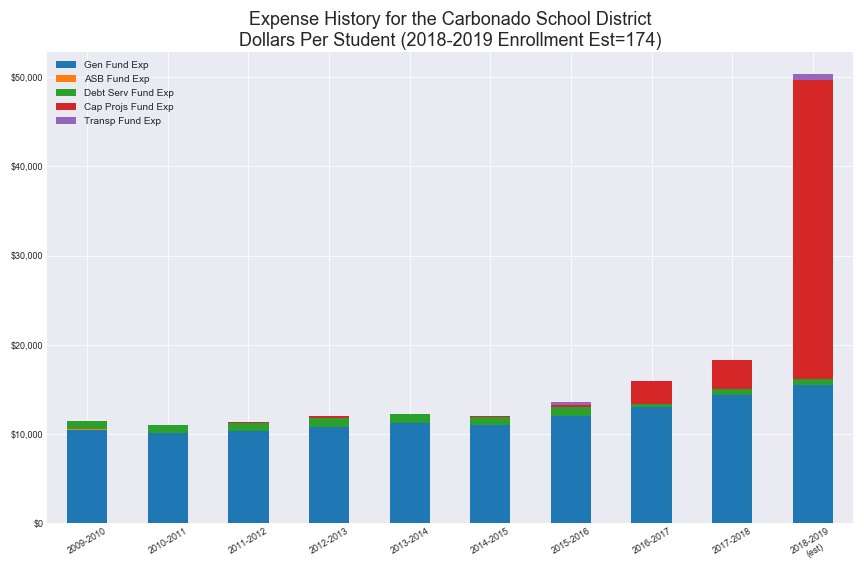 Expense History for the Carbonado School District
Dollars Per Student (2018-2019 Enrollment Est=174)
Gen Fund Exp
ASB Fund Exp
Debt Serv Fund Exp
Cap Projs Fund Exp
Transp Fund Exp
$50,000
$40,000
$30,000
$20,000
$10,000
$0
2009-2010
2010-2011
2011-2012
2012-2013
2013-2014
2014-2015
2015-2016
2016-2017
2017-2018
2018-2019
(est)